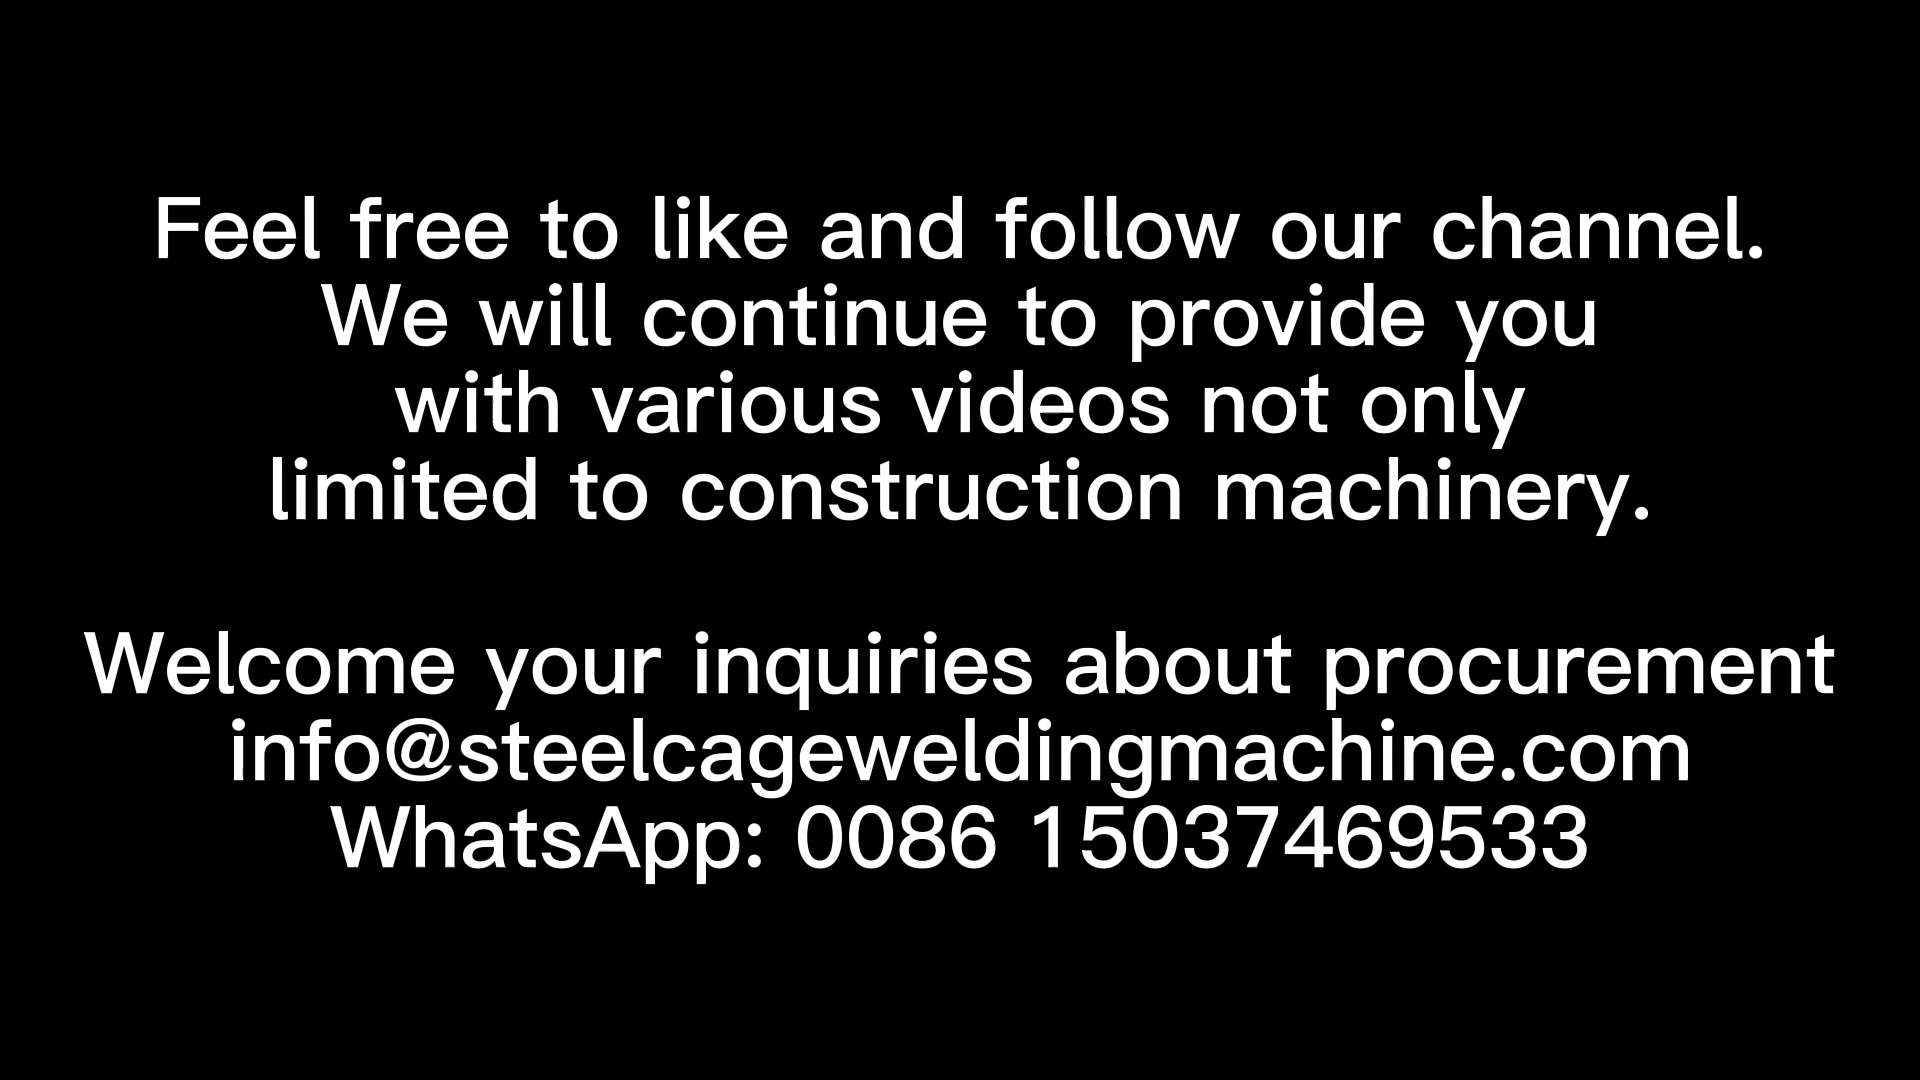 Feel free to like and follow our channel.
We will continue to provide you
with various videos not only
limited to construction machinery.
Welcome your inquiries about procurement
info@steelcageweldingmachine.com
WhatsApp: 0086 15037469533